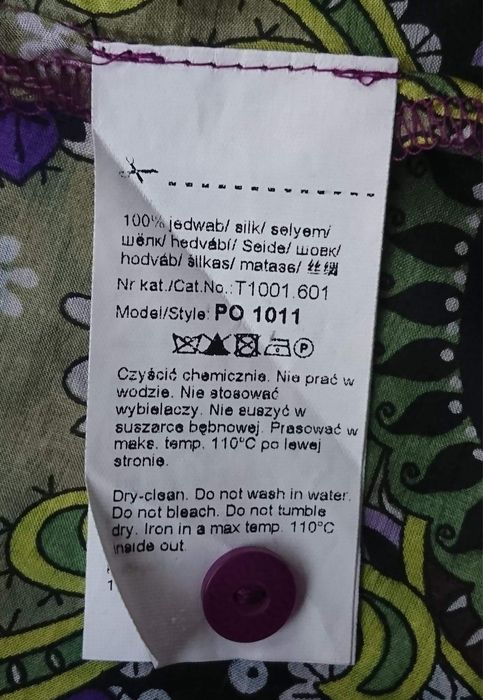 100% jedwab/ silk/ selyem/
шёлк/ hedvábí/ Seide/ шовк/
hodváb/ šilkas/ matase/ 丝绸
Nr kat./Cat.No.:T1001.601
Model/Style: PO 1011
P
Czyścić chemicznie. Nie prać w
wodzie. Nie stosować
wybielaczy. Nie suszyć w
suszarce bębnowej. Prasować w
maks. temp. 110°C po lewej
stronie.
Dry-clean. Do not wash in water.
Do not bleach. Do not tumble
dry. Iron in a max temp. 110°C
inside out.
1